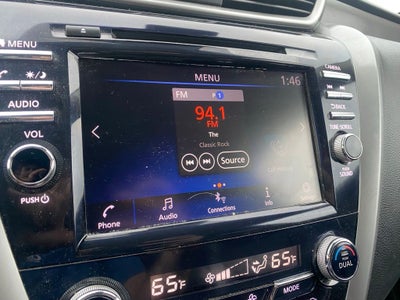 MENU
CAMERA
MENU
1:46
FM
1
AUDIO
94.1
FM
BACK
The
TUNE·SCROLL
VOL
Classic Rock
Source
SOUND
PUSH
Phone
Audio
Connections
Info
65°F
65°F
DUAL
MODE